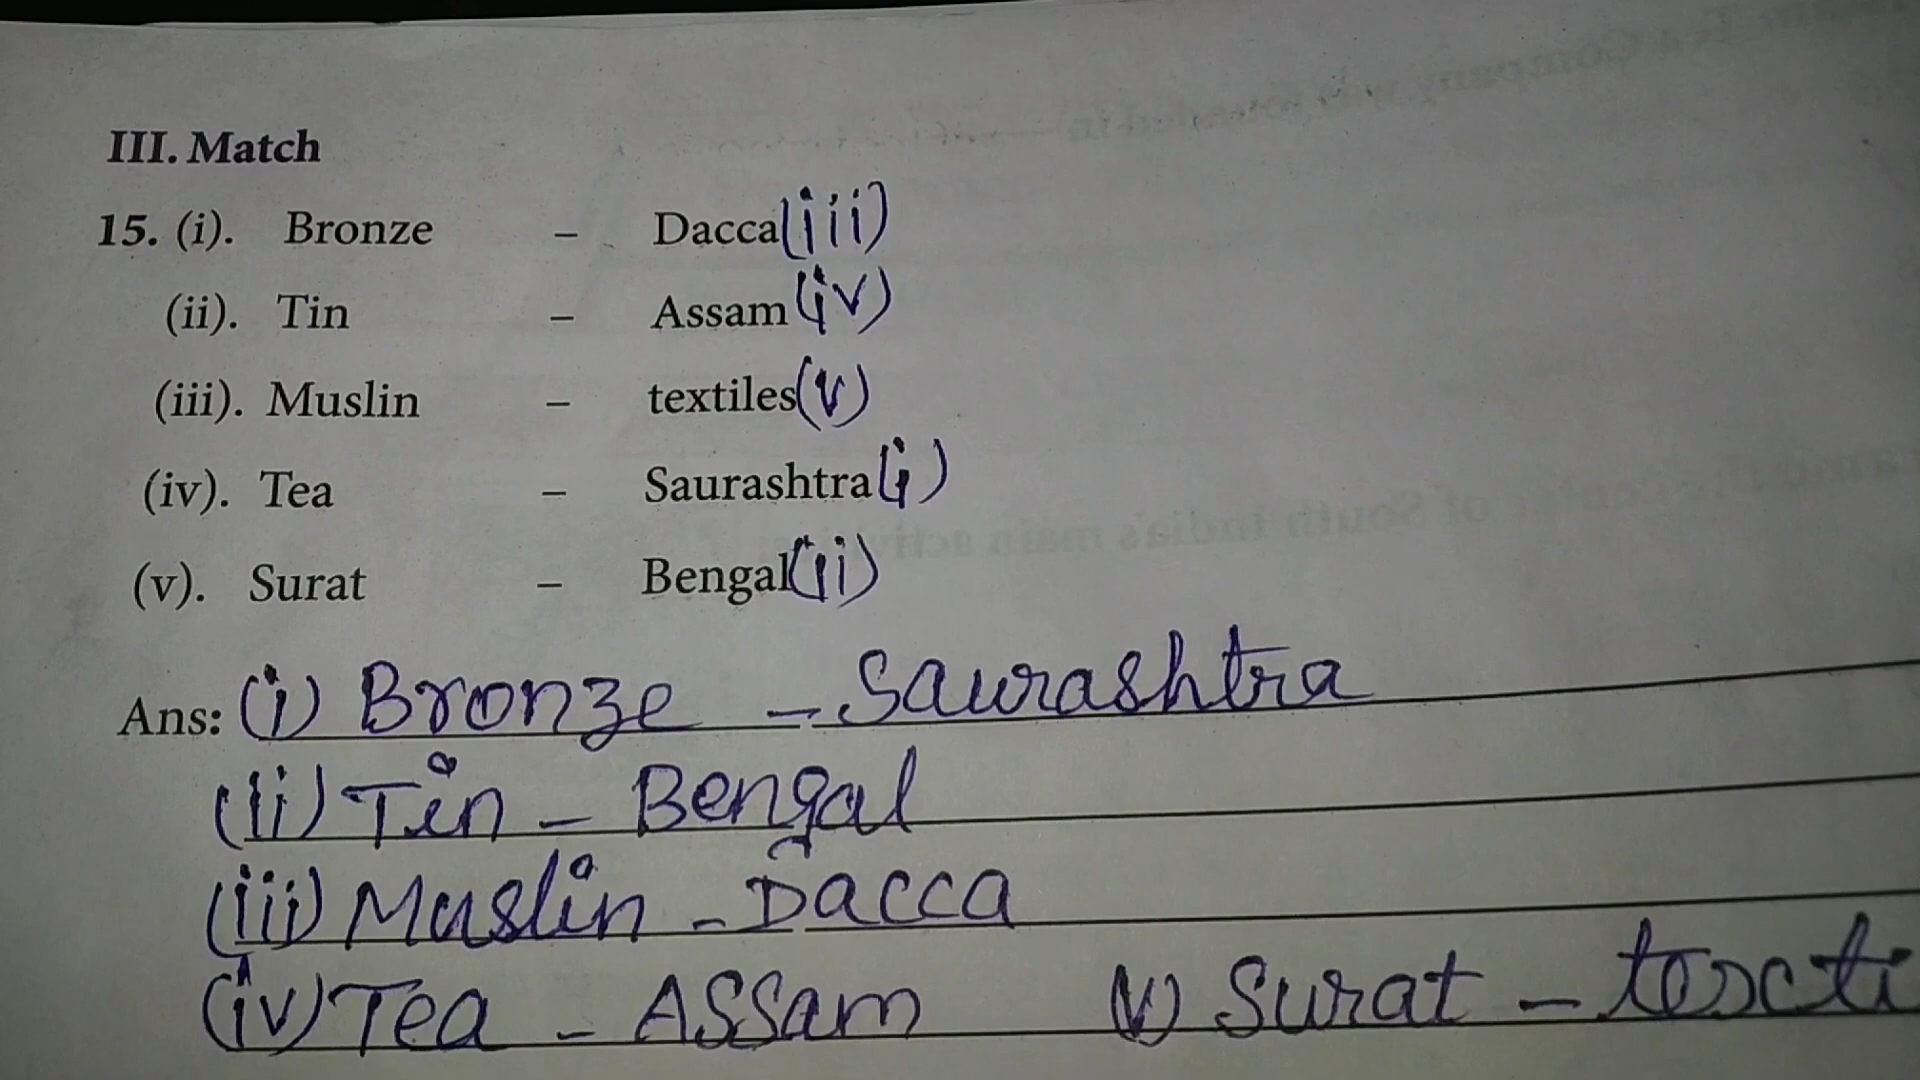 III. Match
15. (i). Bronze – Dacca (iii)
(ii). Tin – Assam (iv)
(iii). Muslin – textiles (v)
(iv). Tea – Saurashtra (i)
(v). Surat – Bengal (ii)
Ans: (i) Bronze – Saurashtra
(ii) Tin – Bengal
(iii) Muslin – Dacca
(iv) Tea – Assam (v) Surat – texti